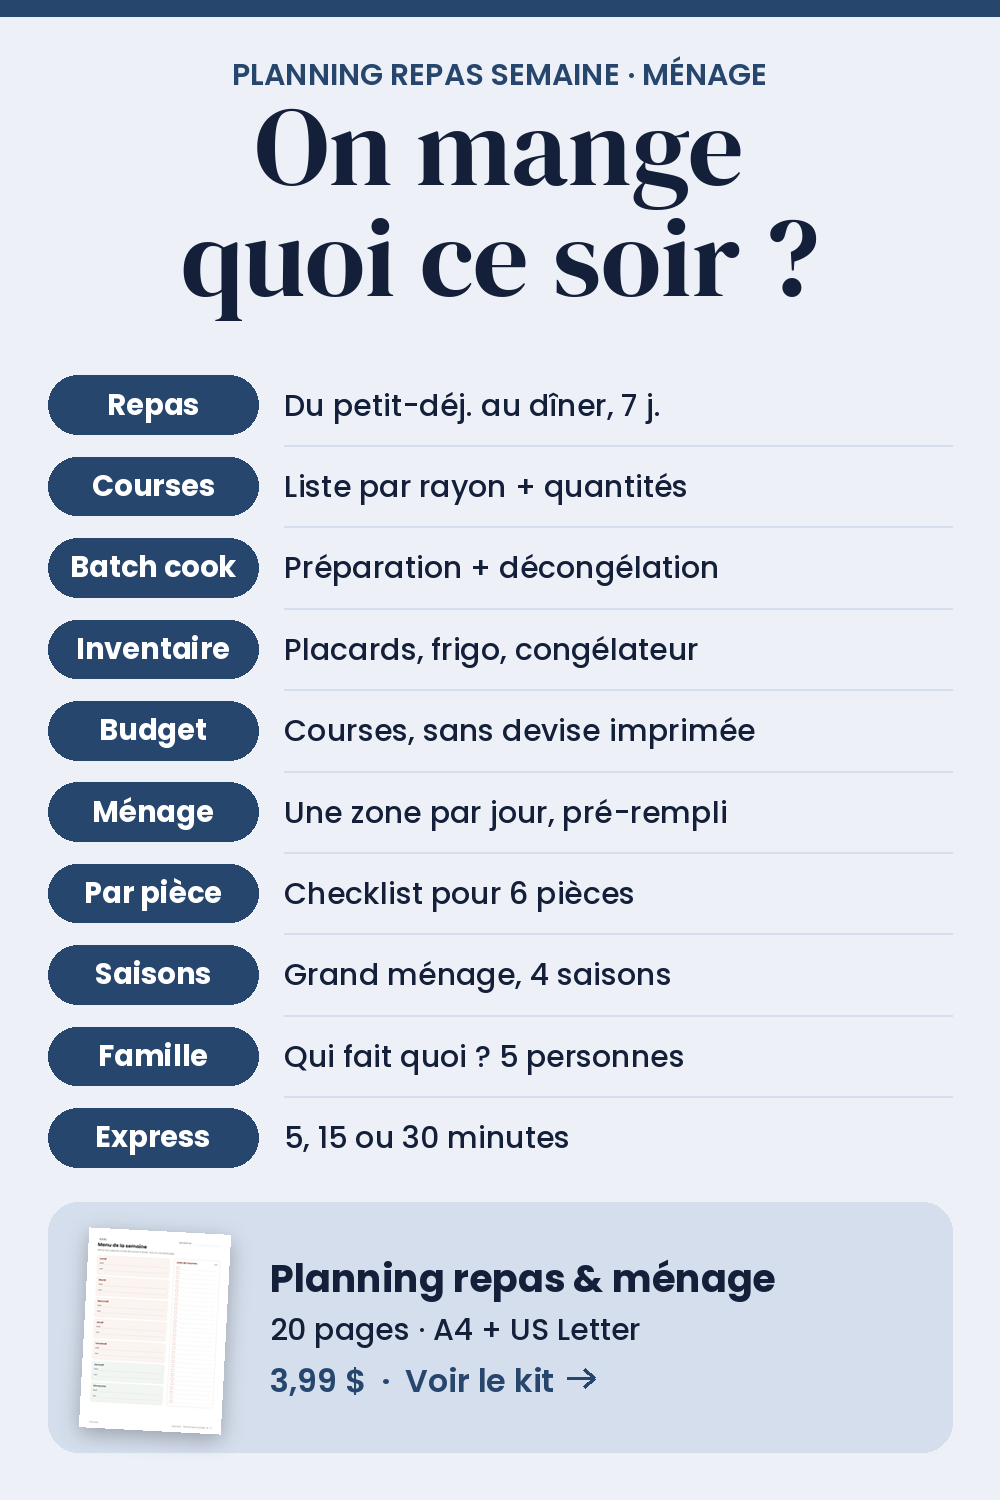 PLANNING REPAS SEMAINE · MÉNAGE
On mange
quoi ce soir ?
Repas
Du petit-déj. au dîner, 7 j.
Courses
Liste par rayon + quantités
Batch cook
Préparation + décongélation
Inventaire
Placards, frigo, congélateur
Budget
Courses, sans devise imprimée
Ménage
Une zone par jour, pré-rempli
Par pièce
Checklist pour 6 pièces
Saisons
Grand ménage, 4 saisons
Famille
Qui fait quoi ? 5 personnes
Express
5, 15 ou 30 minutes
Menu de la semaine
Planning repas & ménage
20 pages · A4 + US Letter
3,99 $ · Voir le kit →